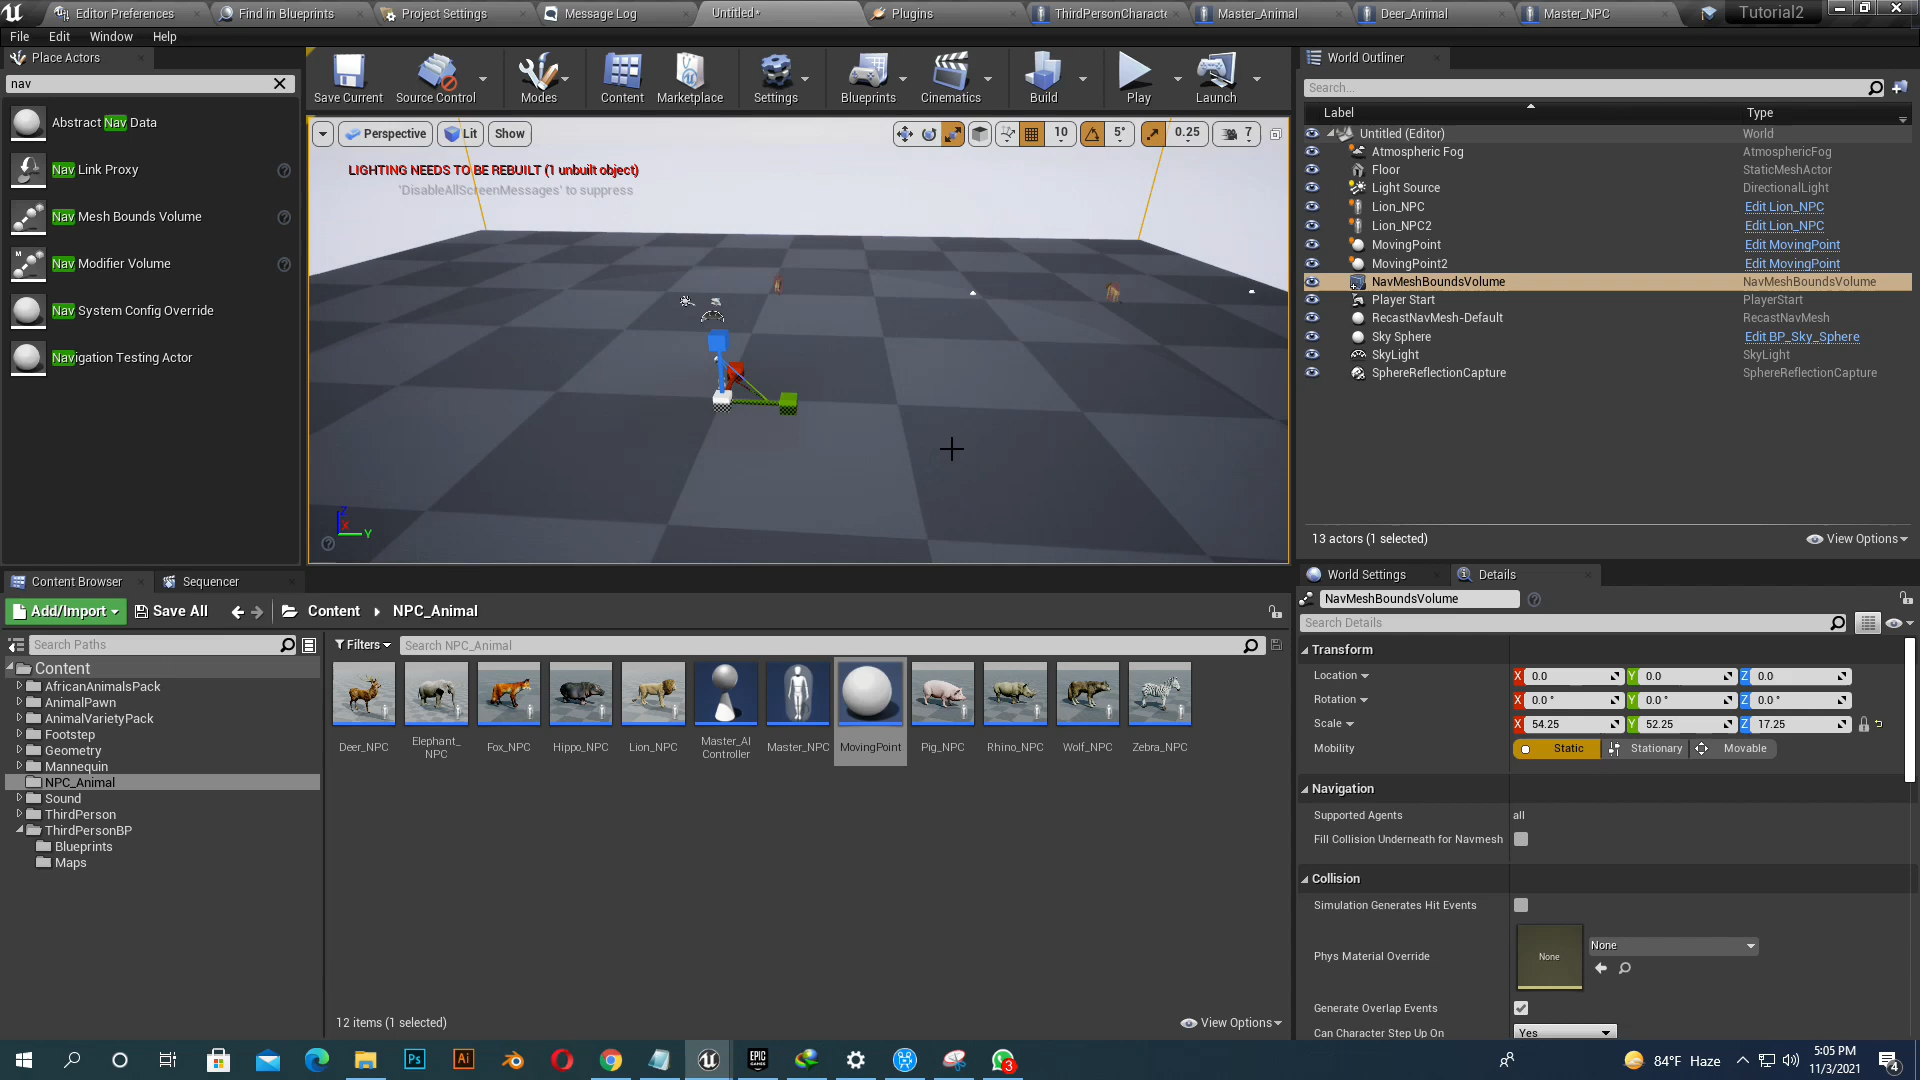 Editor Preferences
Find in Blueprints
Project Settings
Message Log
Untitled*
Plugins
ThirdPersonCharacte
Master_Animal
Deer_Animal
Master_NPC
Tutorial2
File
Edit
Window
Help
Place Actors
nav
Abstract Nav Data
Nav Link Proxy
Nav Mesh Bounds Volume
Nav Modifier Volume
Nav System Config Override
Navigation Testing Actor
Save Current
Source Control
Modes
Content
Marketplace
Settings
Blueprints
Cinematics
Build
Play
Launch
Perspective
Lit
Show
10
5°
0.25
7
LIGHTING NEEDS TO BE REBUILT (1 unbuilt object)
'DisableAllScreenMessages' to suppress
Z
X
Y
World Outliner
Search...
Label
Type
Untitled (Editor)
World
Atmospheric Fog
AtmosphericFog
Floor
StaticMeshActor
Light Source
DirectionalLight
Lion_NPC
Edit Lion_NPC
Lion_NPC2
Edit Lion_NPC
MovingPoint
Edit MovingPoint
MovingPoint2
Edit MovingPoint
NavMeshBoundsVolume
NavMeshBoundsVolume
Player Start
PlayerStart
RecastNavMesh-Default
RecastNavMesh
Sky Sphere
Edit BP_Sky_Sphere
SkyLight
SkyLight
SphereReflectionCapture
SphereReflectionCapture
13 actors (1 selected)
View Options
Content Browser
Sequencer
Add/Import
Save All
Content
NPC_Animal
Search Paths
Filters
Search NPC_Animal
Content
AfricanAnimalsPack
AnimalPawn
AnimalVarietyPack
Footstep
Geometry
Mannequin
NPC_Animal
Sound
ThirdPerson
ThirdPersonBP
Blueprints
Maps
Deer_NPC
Elephant_
NPC
Fox_NPC
Hippo_NPC
Lion_NPC
Master_AI
Controller
Master_NPC
MovingPoint
Pig_NPC
Rhino_NPC
Wolf_NPC
Zebra_NPC
12 items (1 selected)
View Options
World Settings
Details
NavMeshBoundsVolume
Search Details
Transform
Location
X 0.0
Y 0.0
Z 0.0
Rotation
X 0.0 °
Y 0.0 °
Z 0.0 °
Scale
X 54.25
Y 52.25
Z 17.25
Mobility
Static
Stationary
Movable
Navigation
Supported Agents
all
Fill Collision Underneath for Navmesh
Collision
Simulation Generates Hit Events
Phys Material Override
None
None
Generate Overlap Events
Can Character Step Up On
Yes
Ps
Ai
EPIC
GAMES
3
84°F Haze
5:05 PM
11/3/2021
4